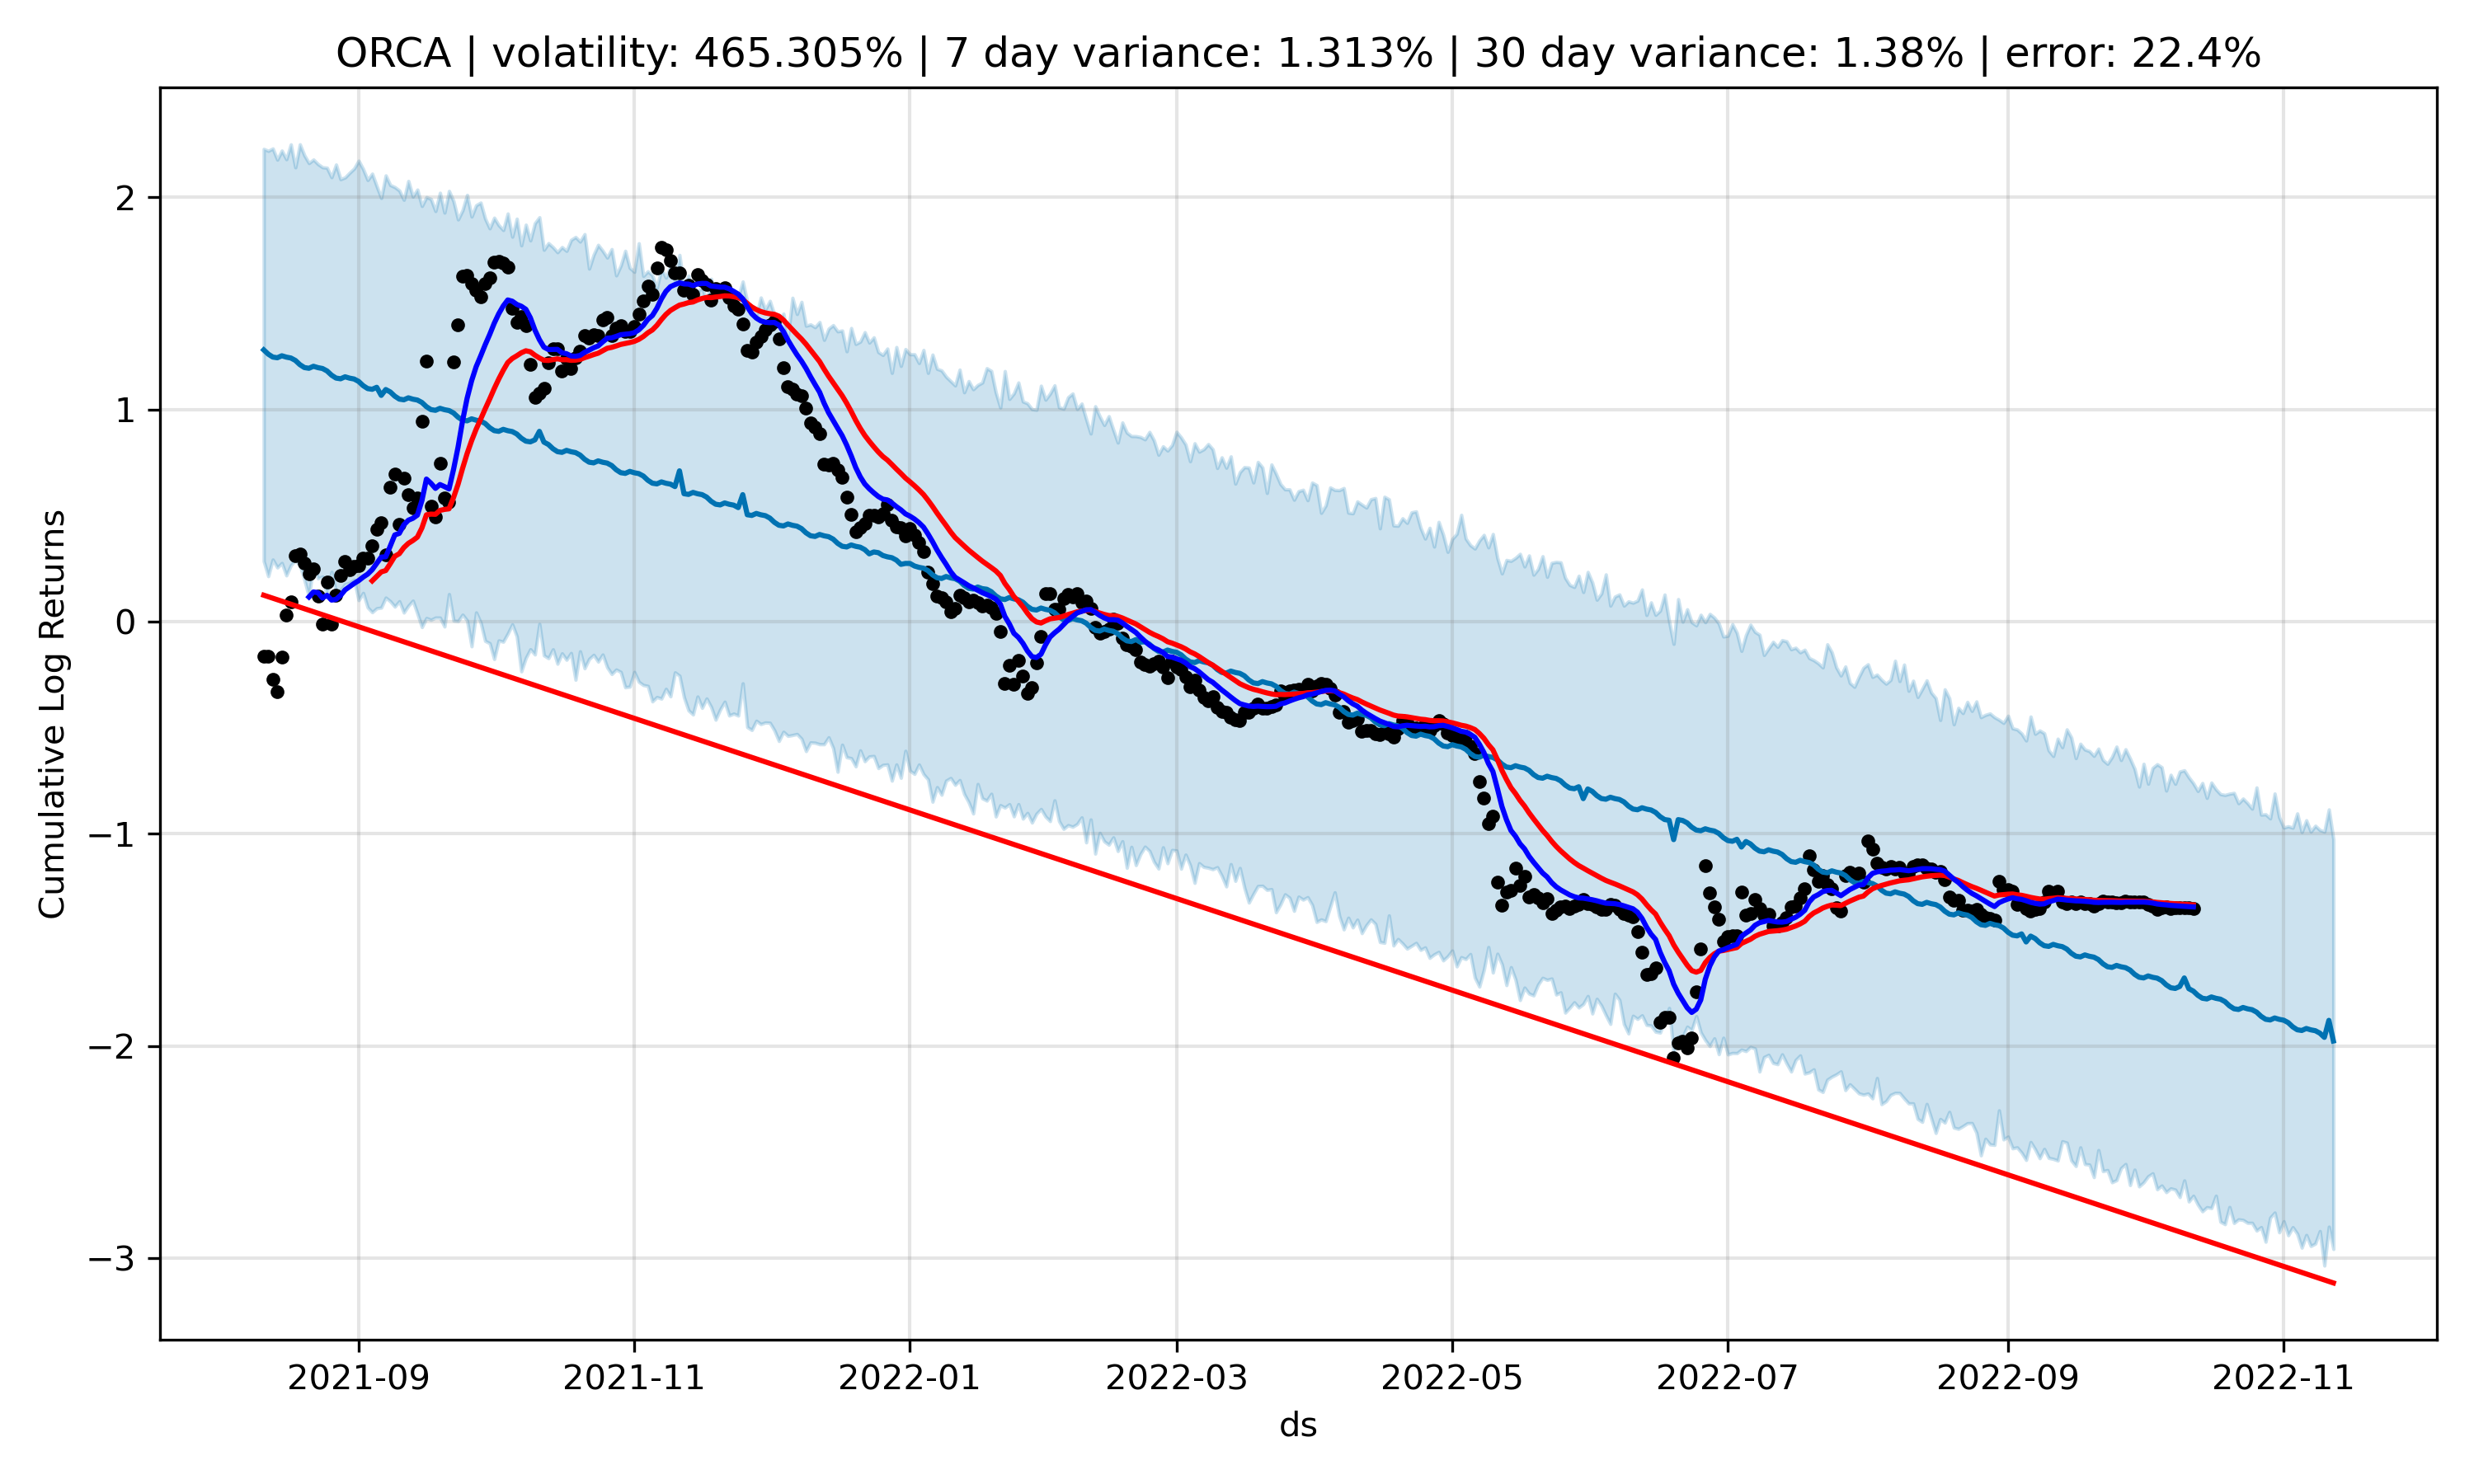 ORCA | volatility: 465.305% | 7 day variance: 1.313% | 30 day variance: 1.38% | error: 22.4%
Cumulative Log Returns
2
1
0
−1
−2
−3
2021-09 2021-11 2022-01 2022-03 2022-05 2022-07 2022-09 2022-11
ds